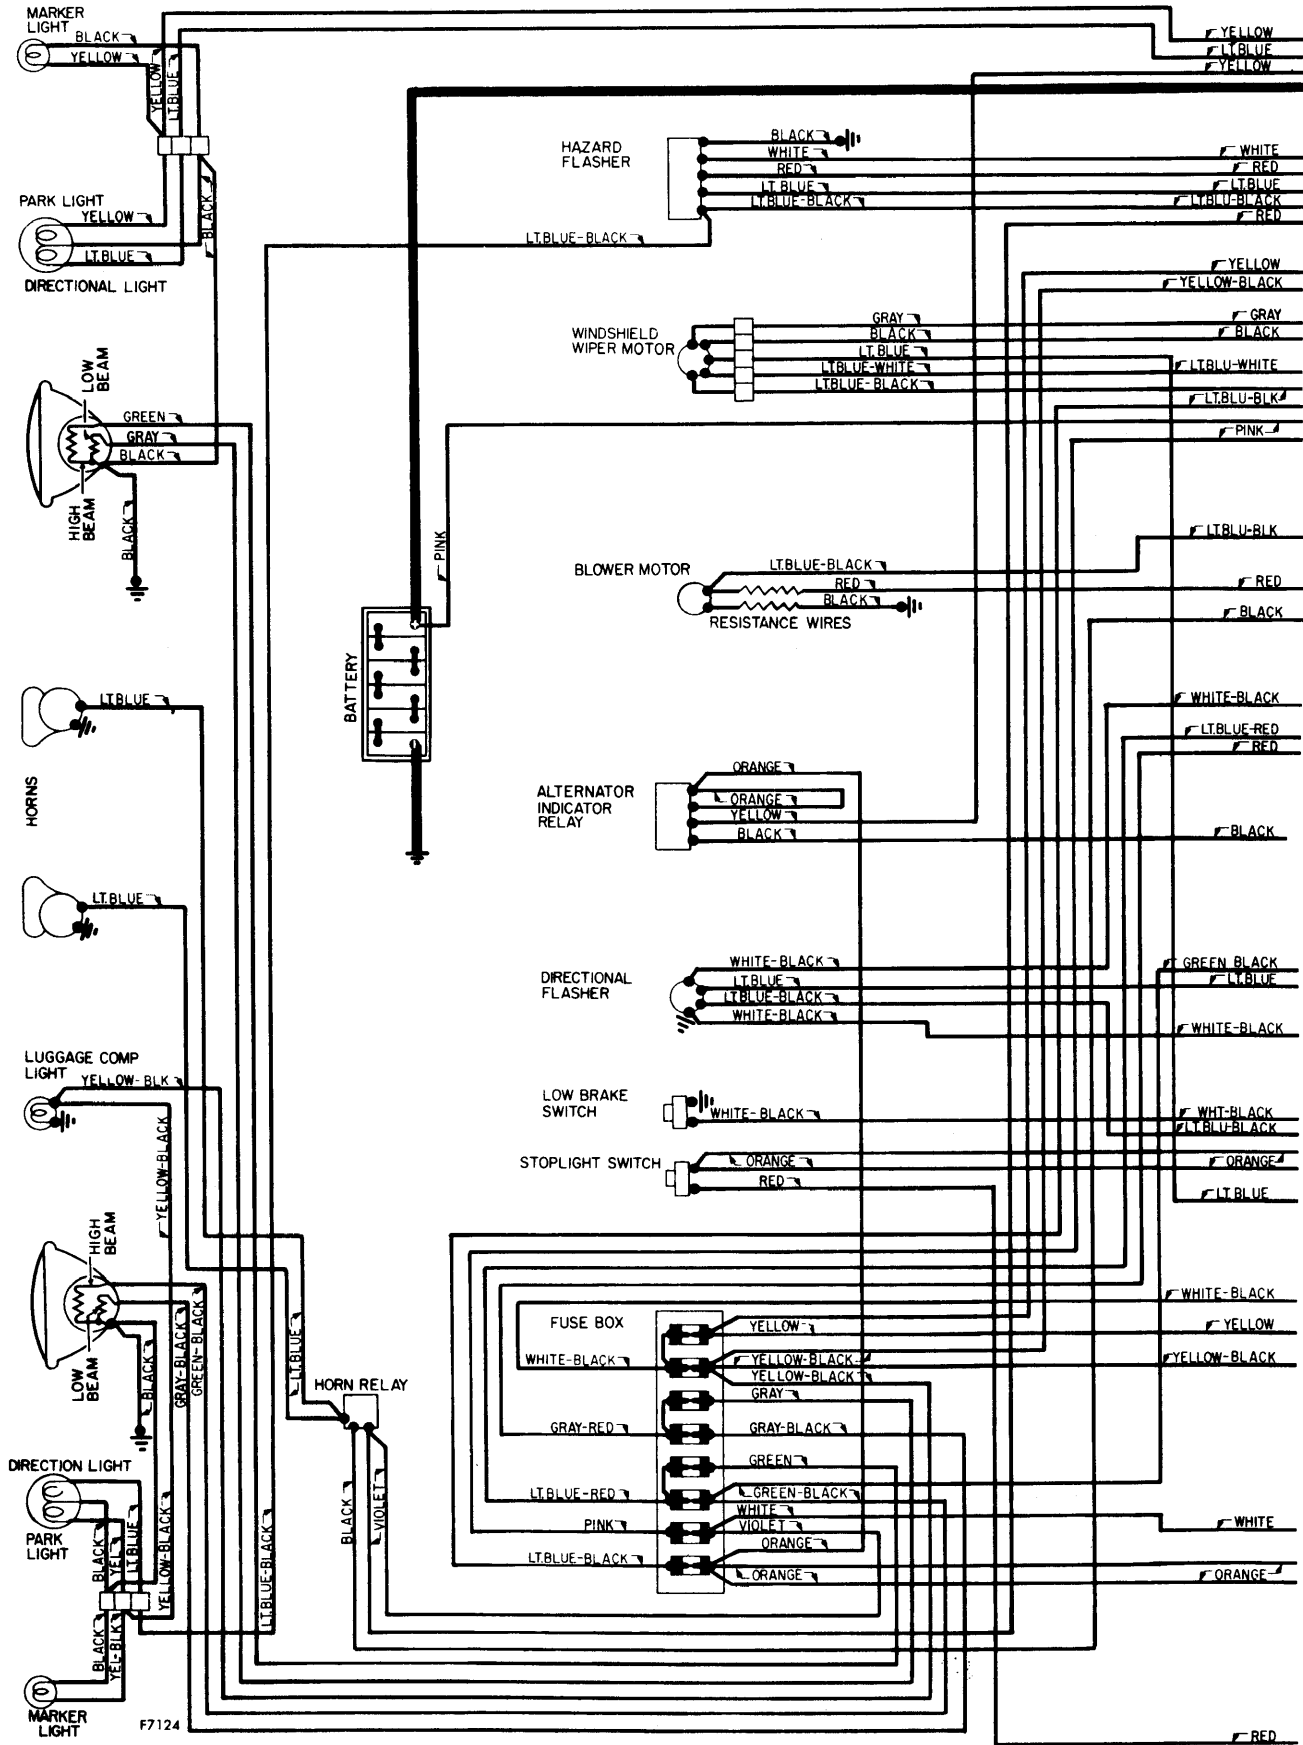 MARKER
LIGHT
BLACK
YELLOW
YELLOW
LT.BLUE
YELLOW
LT.BLUE
YELLOW
HAZARD
FLASHER
BLACK
WHITE
RED
LT. BLUE
LT.BLUE-BLACK
WHITE
RED
LT.BLUE
LT.BLU-BLACK
RED
PARK LIGHT
YELLOW
BLACK
LT.BLUE
DIRECTIONAL LIGHT
LT.BLUE-BLACK
YELLOW
YELLOW-BLACK
WINDSHIELD
WIPER MOTOR
GRAY
BLACK
LT.BLUE
LT.BLUE-WHITE
LT.BLUE-BLACK
GRAY
BLACK
LT.BLU-WHITE
LT.BLU-BLK
PINK
LOW
BEAM
GREEN
GRAY
BLACK
HIGH
BEAM
BLACK
PINK
BLOWER MOTOR
LT.BLUE-BLACK
RED
BLACK
RESISTANCE WIRES
LT.BLU-BLK
RED
BLACK
BATTERY
HORNS
LT.BLUE
WHITE-BLACK
LT.BLUE-RED
RED
ALTERNATOR
INDICATOR
RELAY
ORANGE
ORANGE
YELLOW
BLACK
BLACK
LT.BLUE
DIRECTIONAL
FLASHER
WHITE-BLACK
LT.BLUE
LT.BLUE-BLACK
WHITE-BLACK
GREEN BLACK
LT.BLUE
WHITE-BLACK
LUGGAGE COMP
LIGHT
YELLOW-BLK
YELLOW-BLACK
LOW BRAKE
SWITCH
WHITE-BLACK
WHT-BLACK
LT.BLU-BLACK
STOPLIGHT SWITCH
ORANGE
RED
ORANGE
LT.BLUE
HIGH
BEAM
LOW
BEAM
BLACK
GRAY-BLACK
GREEN-BLACK
LT.BLUE
HORN RELAY
BLACK
VIOLET
FUSE BOX
YELLOW
WHITE-BLACK
YELLOW-BLACK
YELLOW-BLACK
GRAY
GRAY-RED
GRAY-BLACK
GREEN
LT.BLUE-RED
GREEN-BLACK
WHITE
PINK
VIOLET
ORANGE
LT.BLUE-BLACK
ORANGE
WHITE-BLACK
YELLOW
YELLOW-BLACK
WHITE
ORANGE
DIRECTION LIGHT
PARK
LIGHT
BLACK
YEL
LT.BLUE
YELLOW-BLACK
LT.BLUE-BLACK
BLACK
YEL-BLK
MARKER
LIGHT
F7124
RED